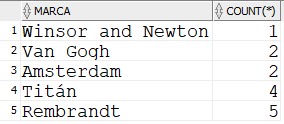 MARCA COUNT(*)
1 Winsor and Newton 1
2 Van Gogh 2
3 Amsterdam 2
4 Titán 4
5 Rembrandt 5